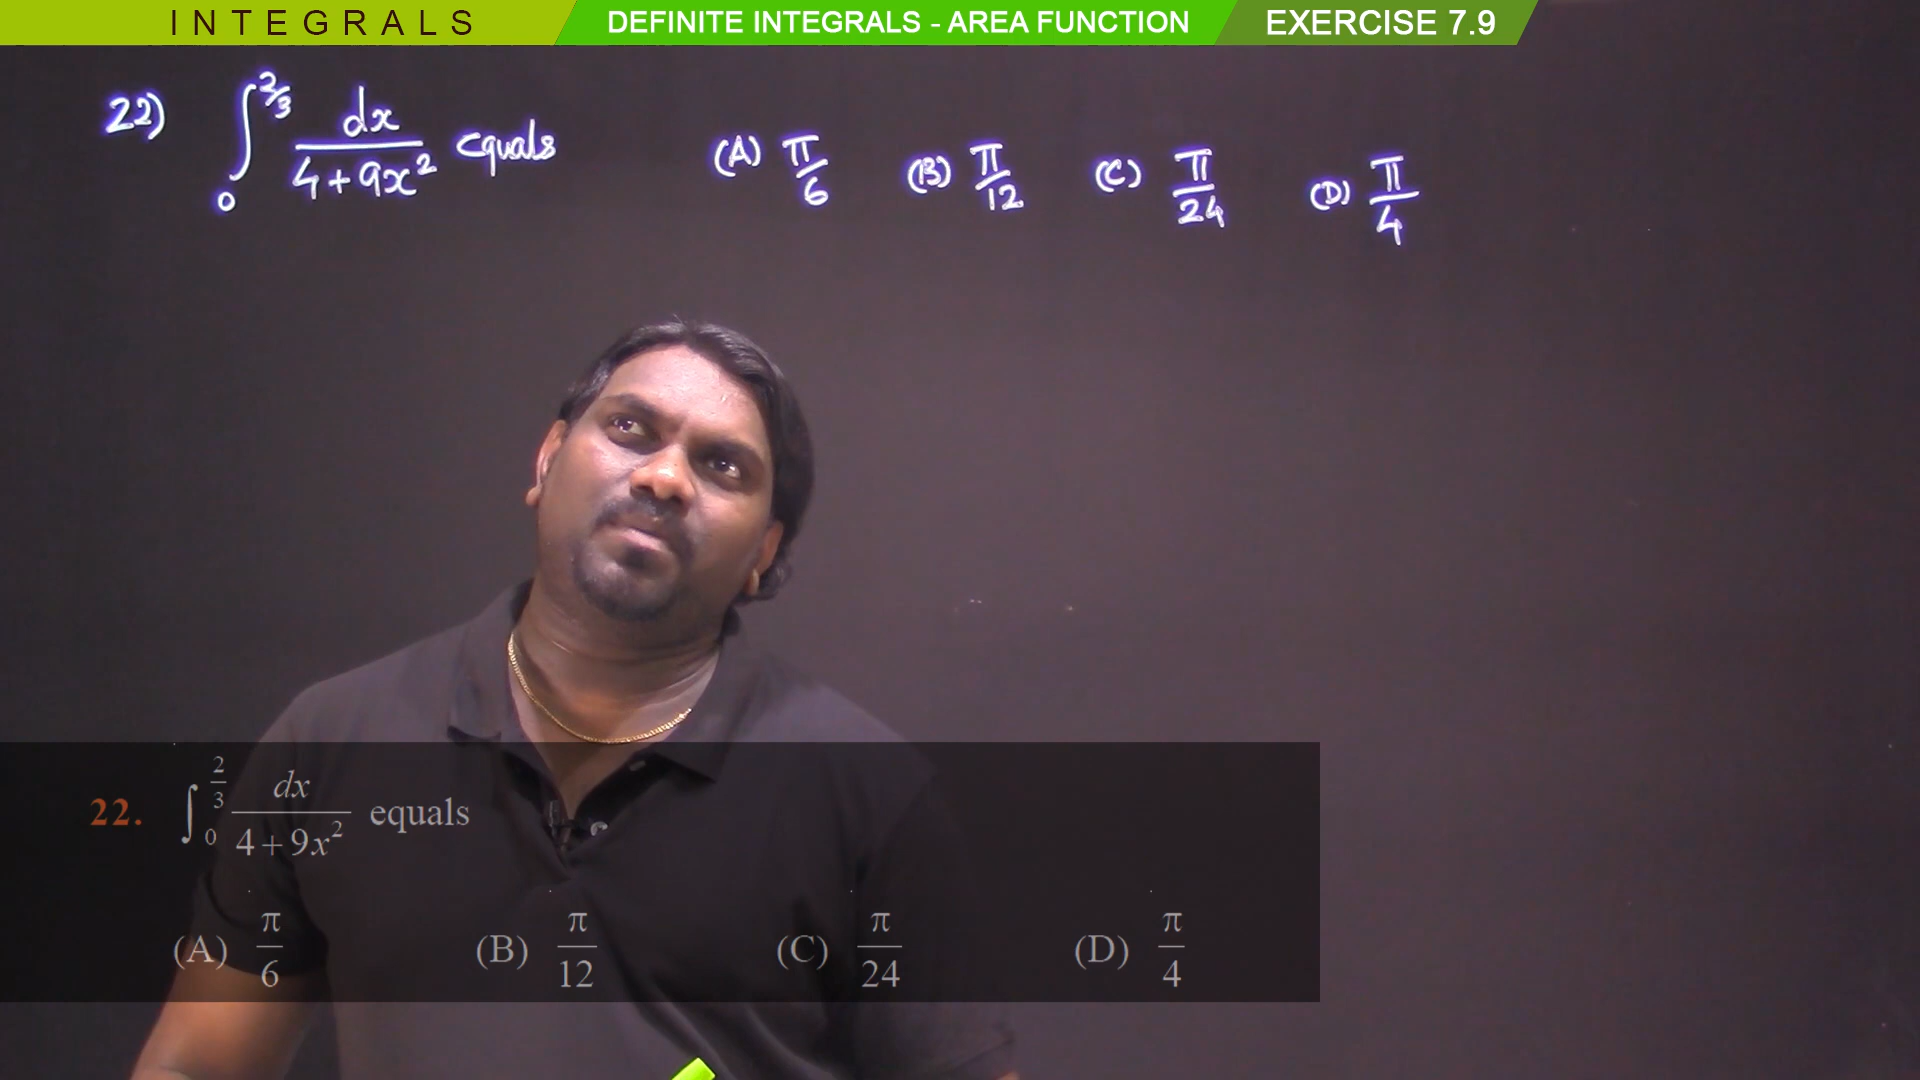 INTEGRALS DEFINITE INTEGRALS - AREA FUNCTION EXERCISE 7.9
22) ∫₀^(2/3) dx/(4+9x²) equals (A) π/6 (B) π/12 (C) π/24 (D) π/4
22. ∫₀^(2/3) dx/(4+9x²) equals
(A) π/6 (B) π/12 (C) π/24 (D) π/4